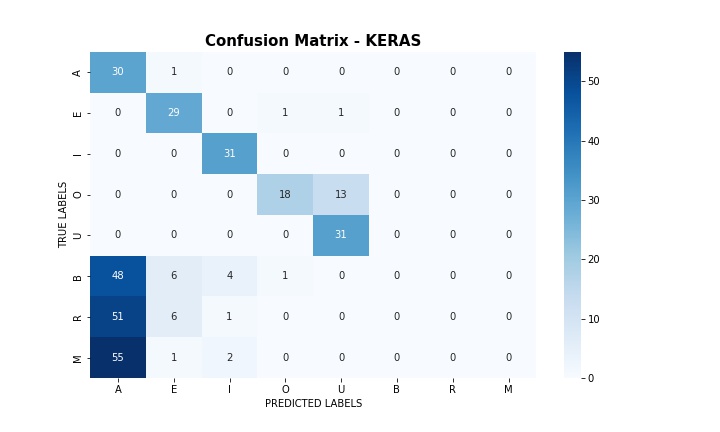 Confusion Matrix - KERAS
A 30 1 0 0 0 0 0 0
E 0 29 0 1 1 0 0 0
I 0 0 31 0 0 0 0 0
O 0 0 0 18 13 0 0 0
U 0 0 0 0 31 0 0 0
B 48 6 4 1 0 0 0 0
R 51 6 1 0 0 0 0 0
M 55 1 2 0 0 0 0 0
A E I O U B R M
TRUE LABELS
PREDICTED LABELS
50
40
30
20
10
0